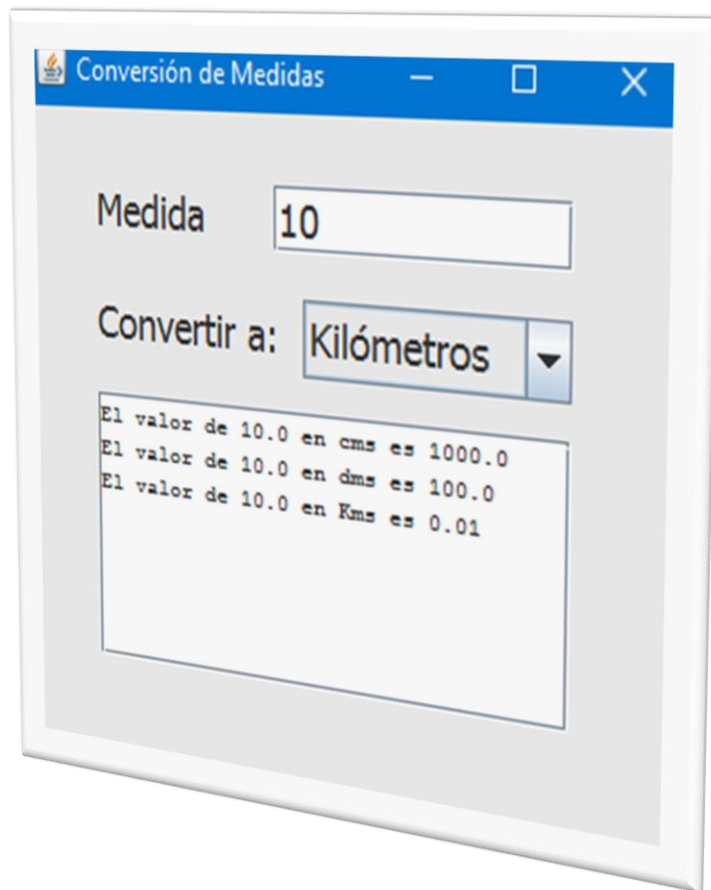 Conversión de Medidas
Medida 10
Convertir a: Kilómetros
El valor de 10.0 en cms es 1000.0
El valor de 10.0 en dms es 100.0
El valor de 10.0 en Kms es 0.01